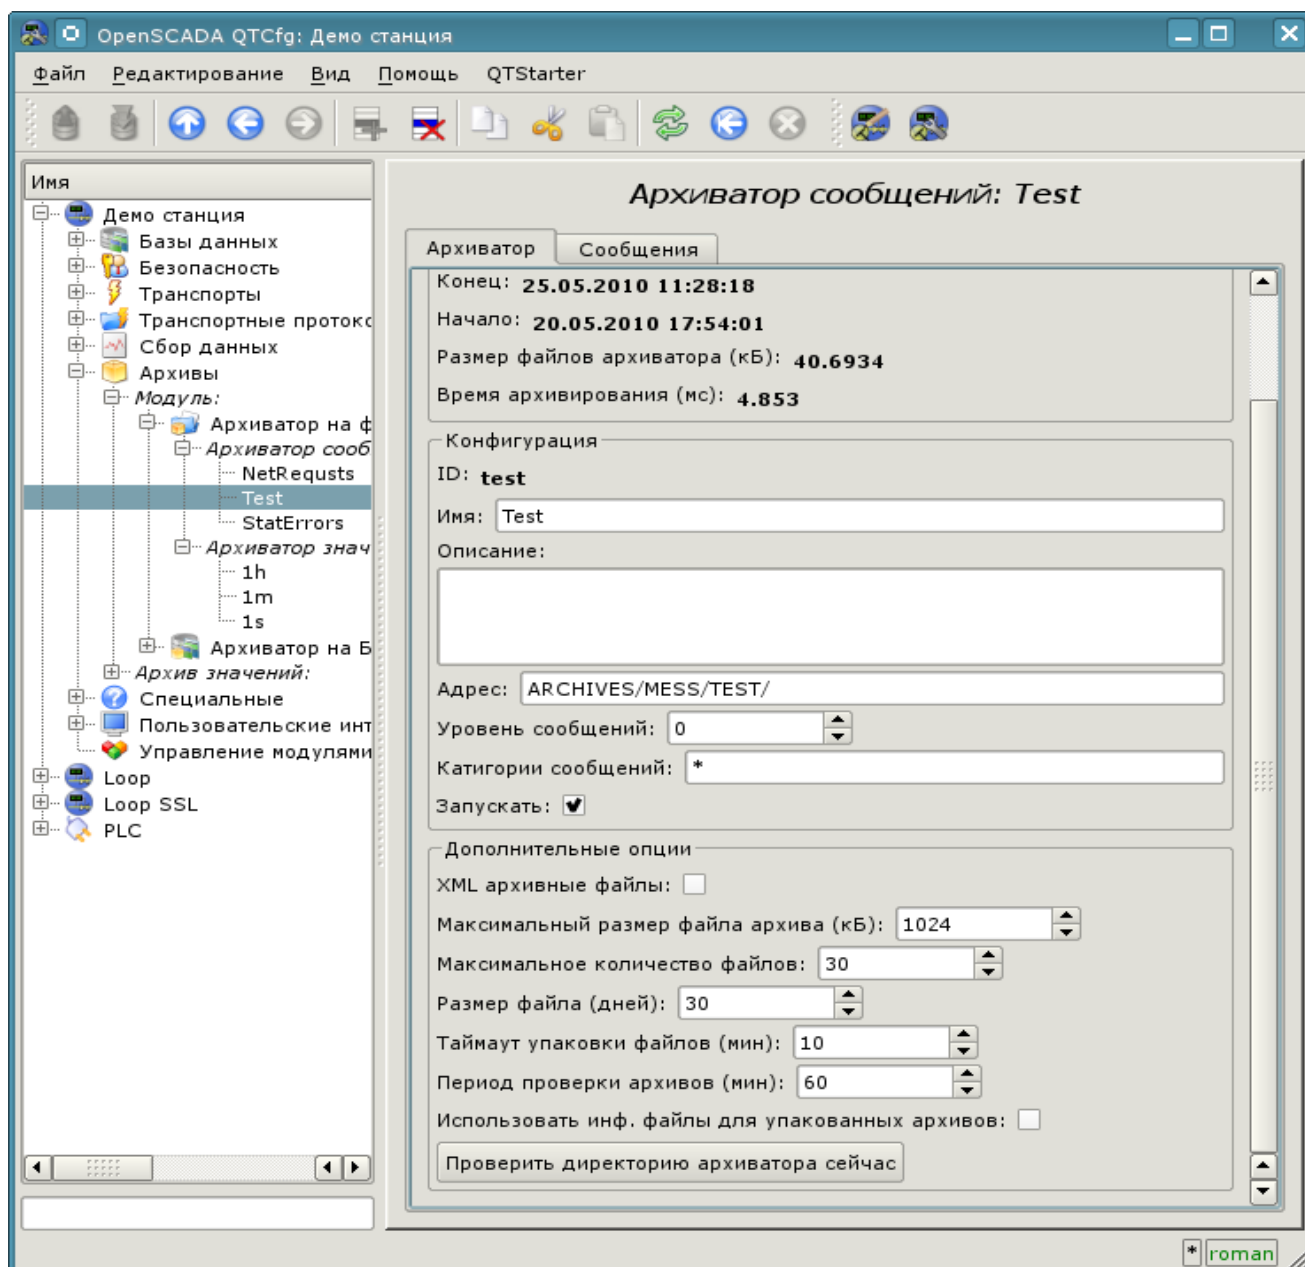 OpenSCADA QTCfg: Демо станция
Файл Редактирование Вид Помощь QTStarter
Имя
Демо станция
Базы данных
Безопасность
Транспорты
Транспортные протокс
Сбор данных
Архивы
Модуль:
Архиватор на ф
Архиватор сооб
NetRequsts
Test
StatErrors
Архиватор знач
1h
1m
1s
Архиватор на Б
Архив значений:
Специальные
Пользовательские инт
Управление модулями
Loop
Loop SSL
PLC
Архиватор сообщений: Test
Архиватор Сообщения
Конец: 25.05.2010 11:28:18
Начало: 20.05.2010 17:54:01
Размер файлов архиватора (кБ): 40.6934
Время архивирования (мс): 4.853
Конфигурация
ID: test
Имя: Test
Описание:
Адрес: ARCHIVES/MESS/TEST/
Уровень сообщений: 0
Катигории сообщений: *
Запускать:
Дополнительные опции
XML архивные файлы:
Максимальный размер файла архива (кБ): 1024
Максимальное количество файлов: 30
Размер файла (дней): 30
Таймаут упаковки файлов (мин): 10
Период проверки архивов (мин): 60
Использовать инф. файлы для упакованных архивов:
Проверить директорию архиватора сейчас
* roman